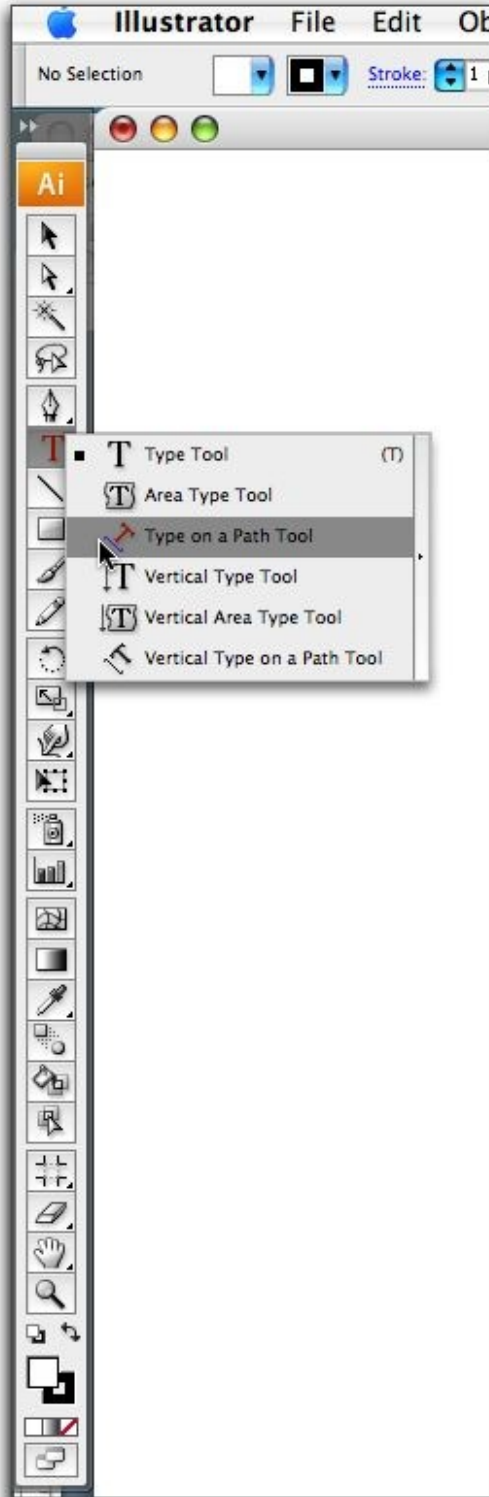 Illustrator File Edit Ob
No Selection Stroke: 1
Ai
T Type Tool (T)
T Area Type Tool
Type on a Path Tool
T Vertical Type Tool
T Vertical Area Type Tool
Vertical Type on a Path Tool